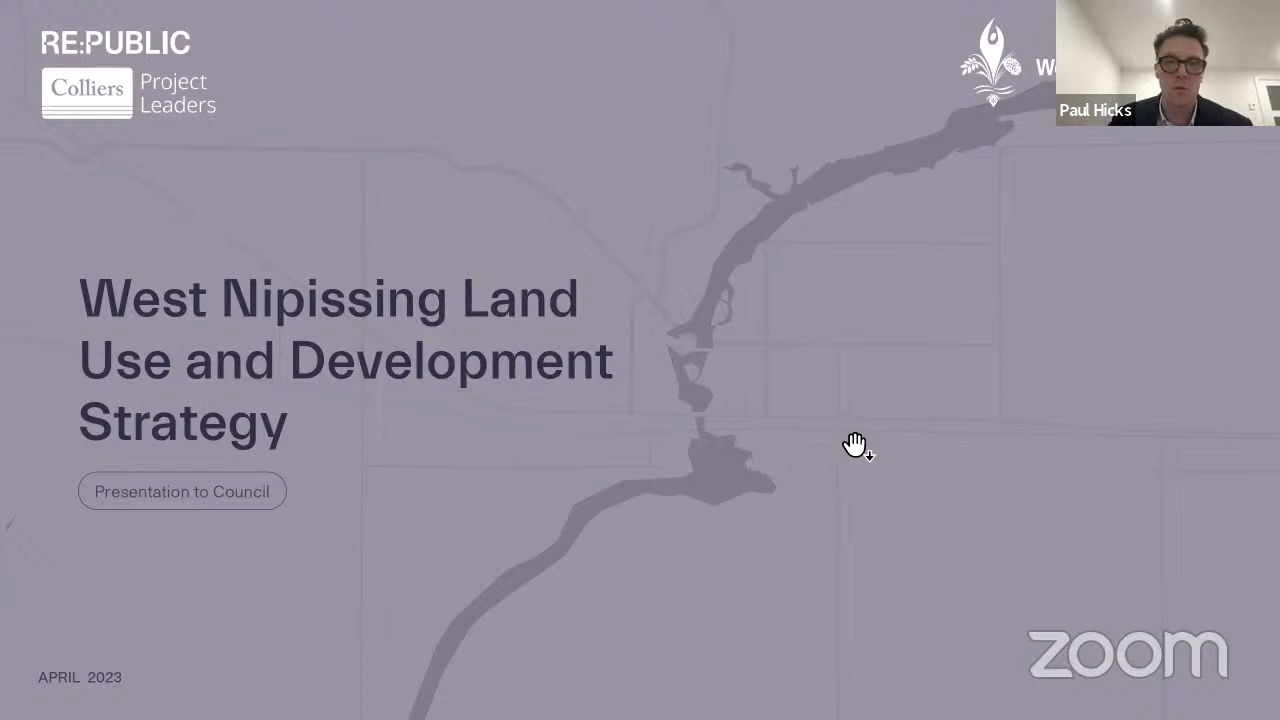 RE:PUBLIC
Colliers
Project
Leaders
Paul Hicks
West Nipissing Land
Use and Development
Strategy
Presentation to Council
APRIL 2023
zoom